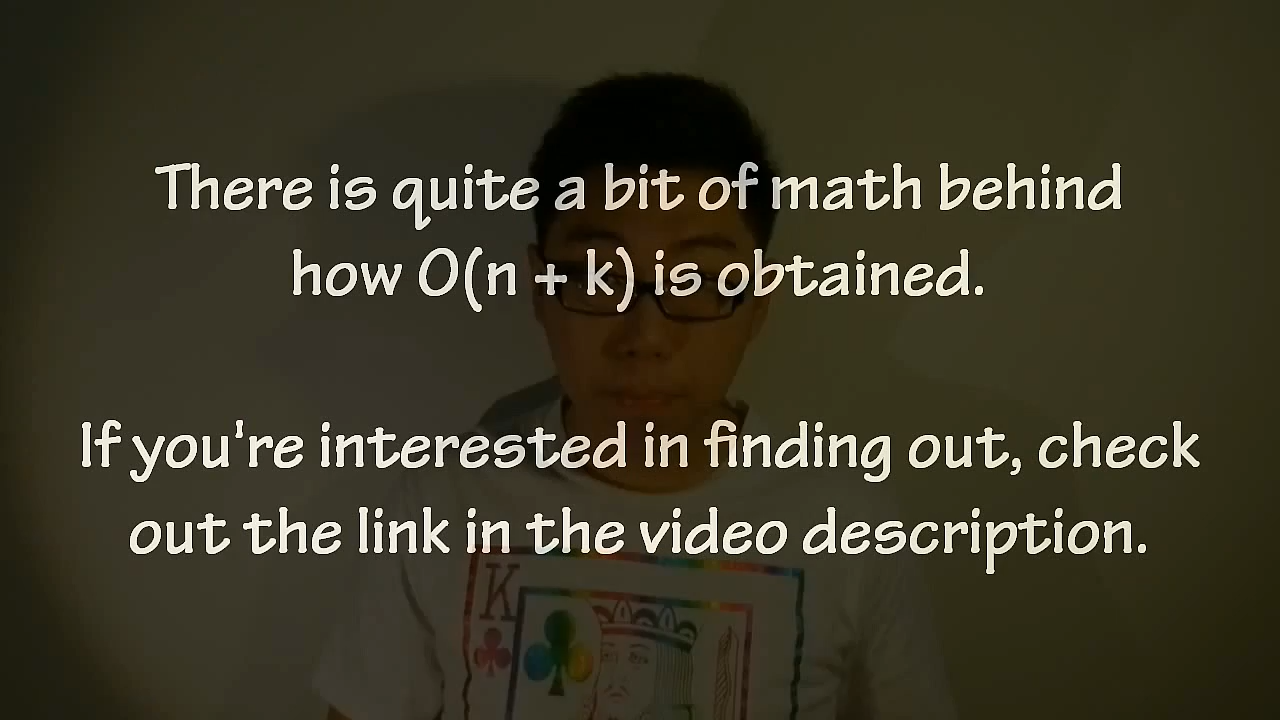 There is quite a bit of math behind
how O(n + k) is obtained.
If you're interested in finding out, check
out the link in the video description.
K